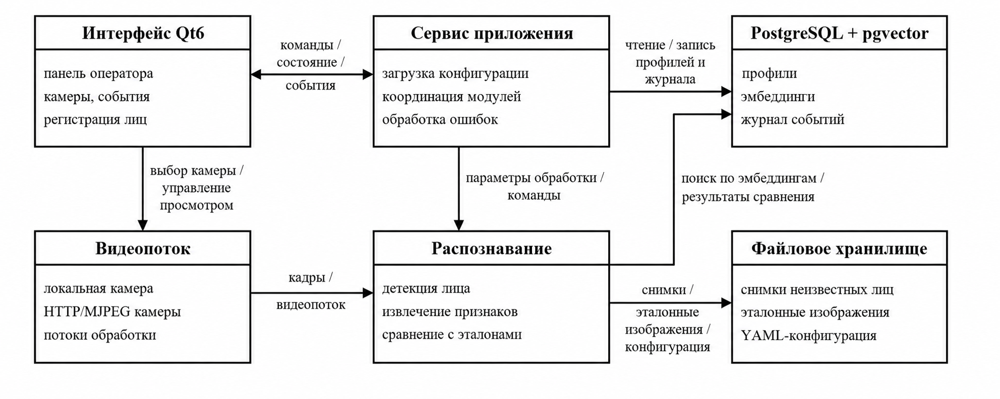 Интерфейс Qt6
панель оператора
камеры, события
регистрация лиц
команды /
состояние /
события
Сервис приложения
загрузка конфигурации
координация модулей
обработка ошибок
чтение / запись
профилей и
журнала
PostgreSQL + pgvector
профили
эмбеддинги
журнал событий
выбор камеры /
управление
просмотром
параметры обработки /
команды
поиск по эмбеддингам /
результаты сравнения
Видеопоток
локальная камера
HTTP/MJPEG камеры
потоки обработки
кадры /
видеопоток
Распознавание
детекция лица
извлечение признаков
сравнение с эталонами
снимки /
эталонные
изображения /
конфигурация
Файловое хранилище
снимки неизвестных лиц
эталонные изображения
YAML-конфигурация